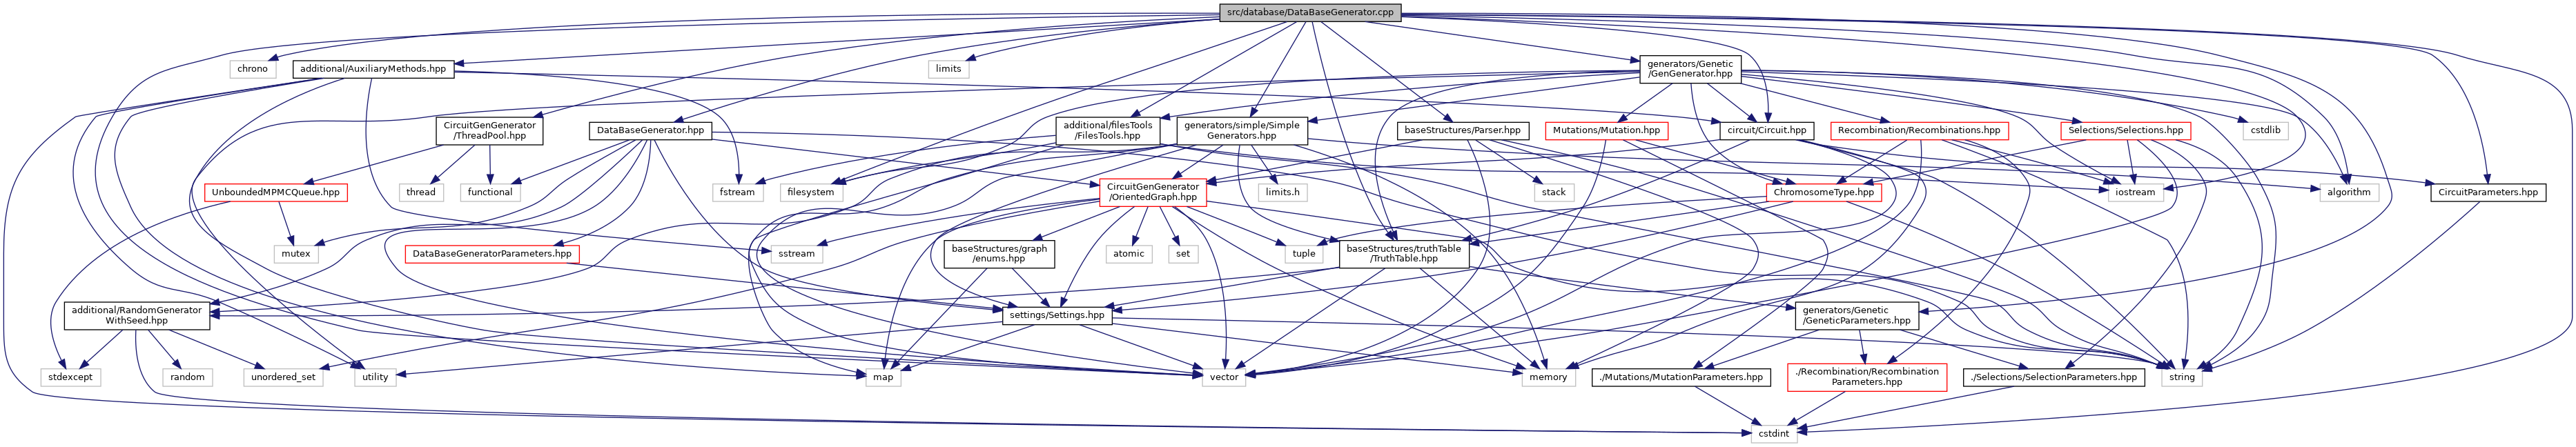 src/database/DataBaseGenerator.cpp
chrono
additional/AuxiliaryMethods.hpp
limits
generators/Genetic
/GenGenerator.hpp
CircuitGenGenerator
/ThreadPool.hpp
DataBaseGenerator.hpp
additional/filesTools
/FilesTools.hpp
generators/simple/Simple
Generators.hpp
baseStructures/Parser.hpp
Mutations/Mutation.hpp
circuit/Circuit.hpp
Recombination/Recombinations.hpp
Selections/Selections.hpp
cstdlib
UnboundedMPMCQueue.hpp
thread
functional
fstream
filesystem
CircuitGenGenerator
/OrientedGraph.hpp
limits.h
stack
ChromosomeType.hpp
iostream
algorithm
CircuitParameters.hpp
mutex
DataBaseGeneratorParameters.hpp
sstream
baseStructures/graph
/enums.hpp
atomic
set
tuple
baseStructures/truthTable
/TruthTable.hpp
additional/RandomGenerator
WithSeed.hpp
settings/Settings.hpp
generators/Genetic
/GeneticParameters.hpp
stdexcept
random
unordered_set
utility
map
vector
memory
./Mutations/MutationParameters.hpp
./Recombination/Recombination
Parameters.hpp
./Selections/SelectionParameters.hpp
string
cstdint